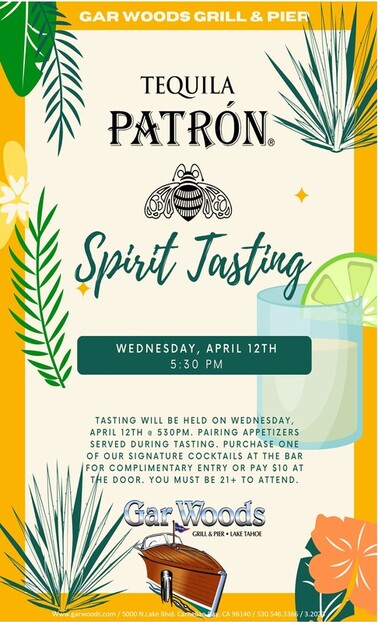 GAR WOODS GRILL & PIER
TEQUILA
PATRÓN®
Spirit Tasting
WEDNESDAY, APRIL 12TH
5:30 PM
TASTING WILL BE HELD ON WEDNESDAY,
APRIL 12TH @ 530PM. PAIRING APPETIZERS
SERVED DURING TASTING. PURCHASE ONE
OF OUR SIGNATURE COCKTAILS AT THE BAR
FOR COMPLIMENTARY ENTRY OR PAY $10 AT
THE DOOR. YOU MUST BE 21+ TO ATTEND.
Gar Woods
GRILL & PIER • LAKE TAHOE
www.garwoods.com / 5000 N.Lake Blvd. Carnelian Bay, CA 96140 / 530.546.3366